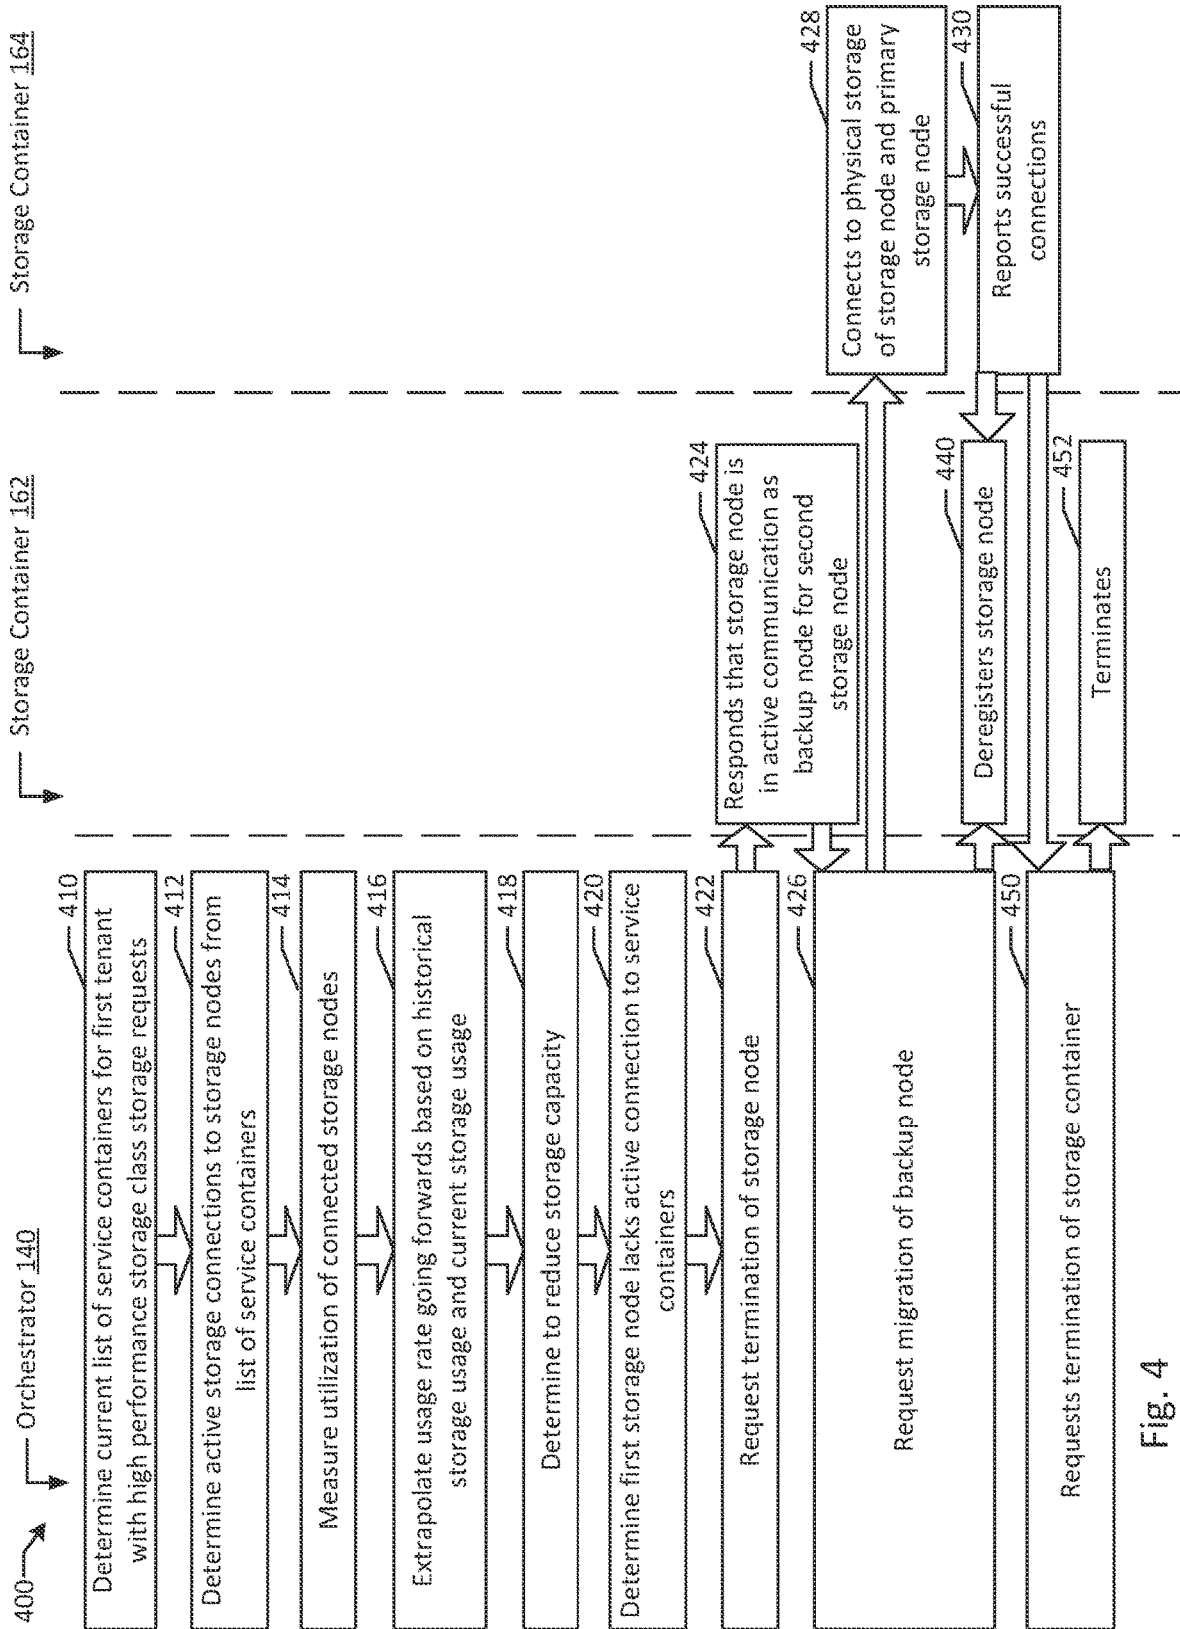 400
Orchestrator 140
Storage Container 162
Storage Container 164
410
Determine current list of service containers for first tenant
with high performance storage class storage requests
412
Determine active storage connections to storage nodes from
list of service containers
414
Measure utilization of connected storage nodes
416
Extrapolate usage rate going forwards based on historical
storage usage and current storage usage
418
Determine to reduce storage capacity
420
Determine first storage node lacks active connection to service
containers
422
Request termination of storage node
424
Responds that storage node is
in active communication as
backup node for second
storage node
426
Request migration of backup node
428
Connects to physical storage
of storage node and primary
storage node
430
Reports successful
connections
440
Deregisters storage node
450
Requests termination of storage container
452
Terminates
Fig. 4